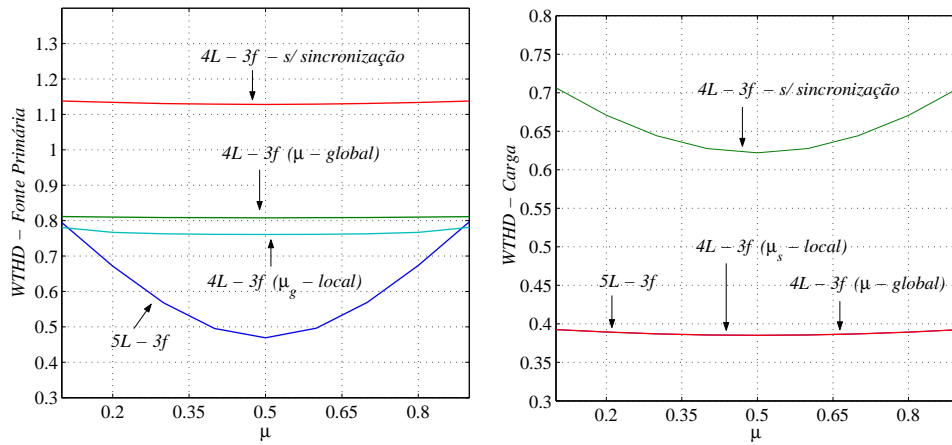 WTHD – Fonte Primária
1.3
1.2
1.1
1
0.9
0.8
0.7
0.6
0.5
0.4
0.3
4L – 3f – s/ sincronização
4L – 3f (μ – global)
4L – 3f (μg – local)
5L – 3f
0.2
0.35
0.5
0.65
0.8
μ
WTHD – Carga
0.8
0.75
0.7
0.65
0.6
0.55
0.5
0.45
0.4
0.35
0.3
4L – 3f – s/ sincronização
4L – 3f (μs – local)
5L – 3f
4L – 3f (μ – global)
0.2
0.35
0.5
0.65
0.8
μ